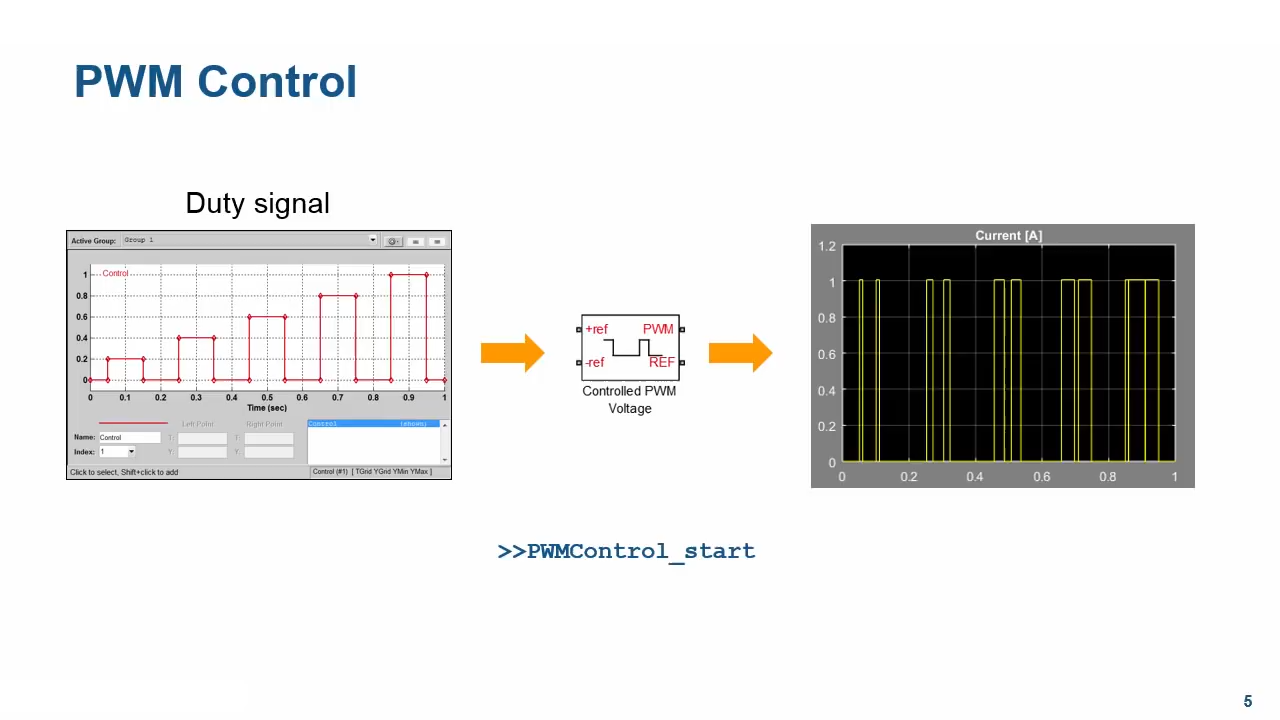 PWM Control
Duty signal
Active Group: Group 1
Control
1
0.8
0.6
0.4
0.2
0
0 0.1 0.2 0.3 0.4 0.5 0.6 0.7 0.8 0.9 1
Time (sec)
Left Point Right Point
Name: Control T: T:
Index: 1 Y: Y:
Control (shown)
Click to select, Shift+click to add
Control (#1) [ TGrid YGrid YMin YMax ]
+ref PWM
-ref REF
Controlled PWM
Voltage
Current [A]
1.2
1
0.8
0.6
0.4
0.2
0
0 0.2 0.4 0.6 0.8 1
>>PWMControl_start
5